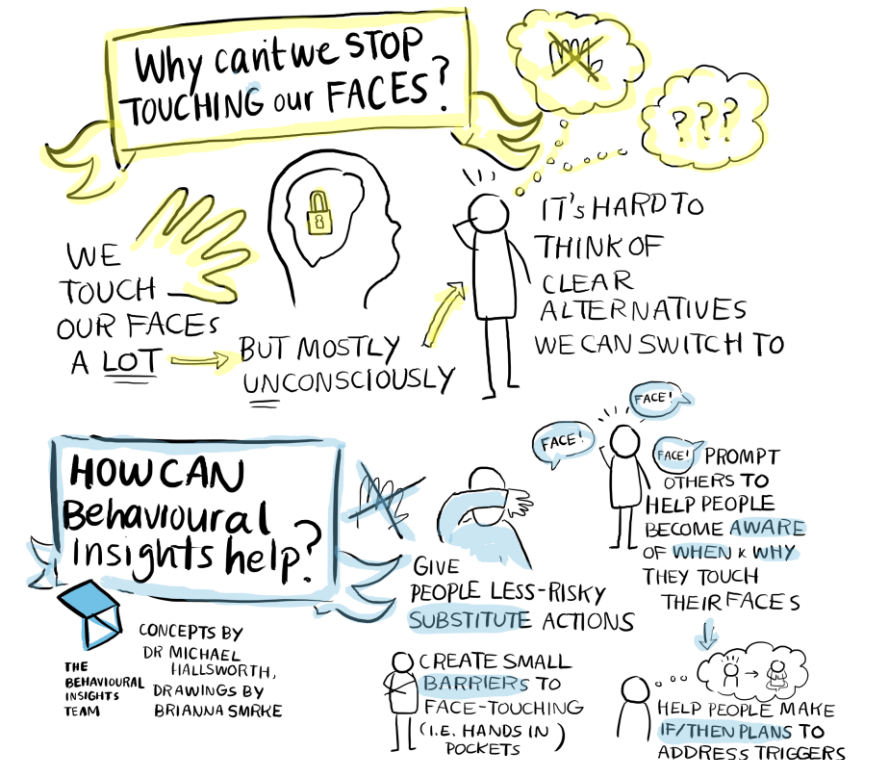 Why can't we STOP
TOUCHING our FACES?
???
WE
TOUCH
OUR FACES
A LOT
BUT MOSTLY
UNCONSCIOUSLY
IT'S HARD TO
THINK OF
CLEAR
ALTERNATIVES
WE CAN SWITCH TO
HOW CAN
Behavioural
Insights help?
THE
BEHAVIOURAL
INSIGHTS
TEAM
CONCEPTS BY
DR MICHAEL
HALLSWORTH,
DRAWINGS BY
BRIANNA SMRKE
GIVE
PEOPLE LESS-RISKY
SUBSTITUTE ACTIONS
CREATE SMALL
BARRIERS TO
FACE-TOUCHING
(I.E. HANDS IN
POCKETS)
FACE!
FACE!
FACE! PROMPT
OTHERS TO
HELP PEOPLE
BECOME AWARE
OF WHEN & WHY
THEY TOUCH
THEIR FACES
HELP PEOPLE MAKE
IF/THEN PLANS TO
ADDRESS TRIGGERS